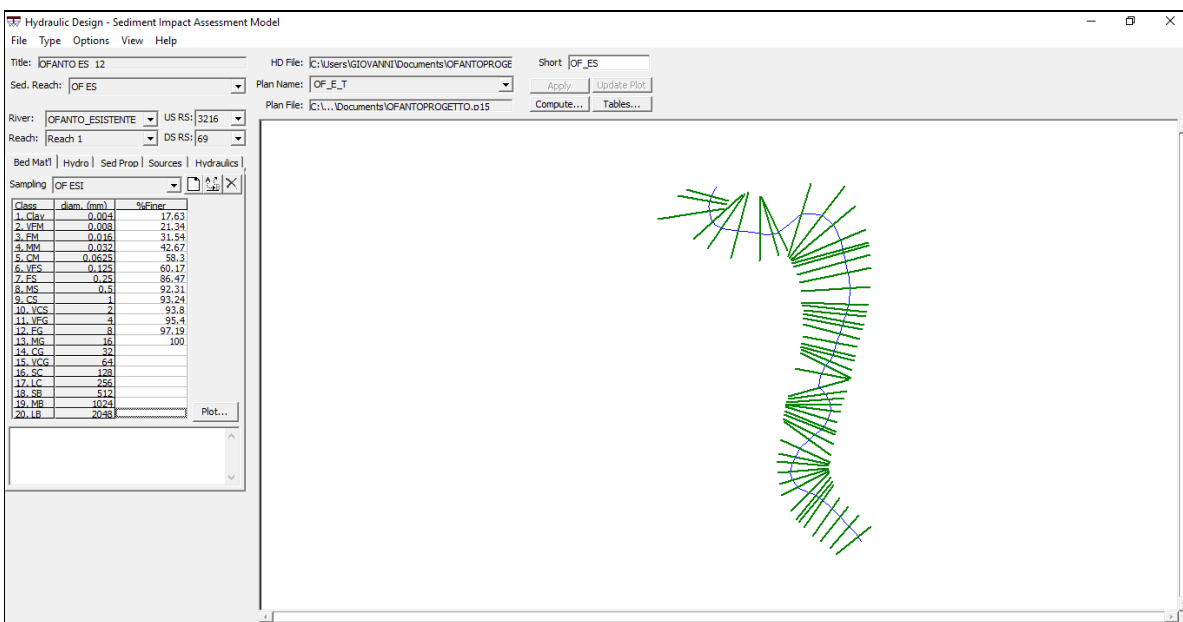 Hydraulic Design - Sediment Impact Assessment Model
File Type Options View Help
Title: OFANTO ES 12
HD File: C:\Users\GIOVANNI\Documents\OFANTOPROGE
Short OF_ES
Sed. Reach: OF ES
Plan Name: OF_E_T
Apply Update Plot
Plan File: C:\...\Documents\OFANTOPROGETTO.p15
Compute... Tables...
River: OFANTO_ESISTENTE US RS: 3216
Reach: Reach 1 DS RS: 69
Bed Mat'l Hydro Sed Prop Sources Hydraulics
Sampling OF ESI
Class diam. (mm) %Finer
1. Clay 0.004 17.63
2. VFM 0.008 21.34
3. FM 0.016 31.54
4. MM 0.032 42.67
5. CM 0.0625 58.3
6. VFS 0.125 60.17
7. FS 0.25 86.47
8. MS 0.5 92.31
9. CS 1 93.24
10. VCS 2 93.8
11. VFG 4 95.4
12. FG 8 97.19
13. MG 16 100
14. CG 32
15. VCG 64
16. SC 128
17. LC 256
18. SB 512
19. MB 1024
20. LB 2048
Plot...